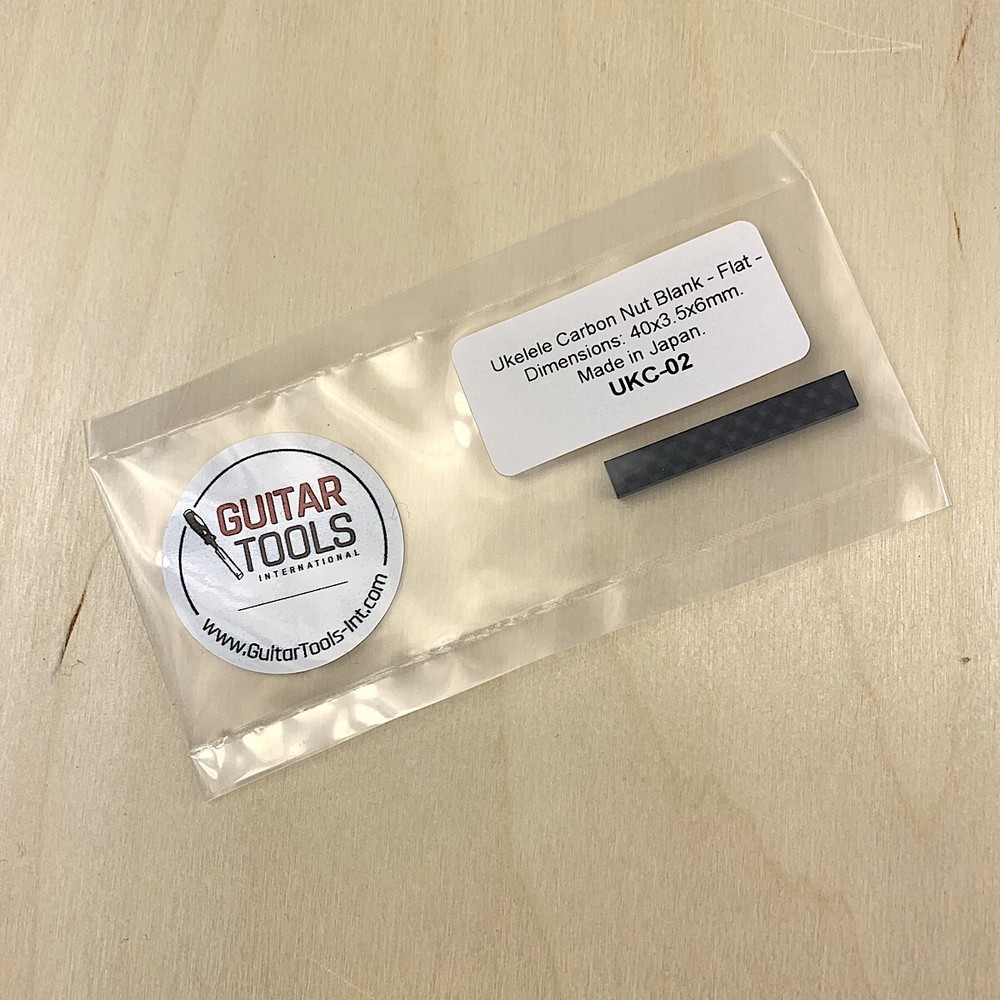 Ukelele Carbon Nut Blank - Flat -
Dimensions: 40x3.5x6mm.
Made in Japan.
UKC-02
GUITAR
TOOLS
INTERNATIONAL
www.GuitarTools-Int.com